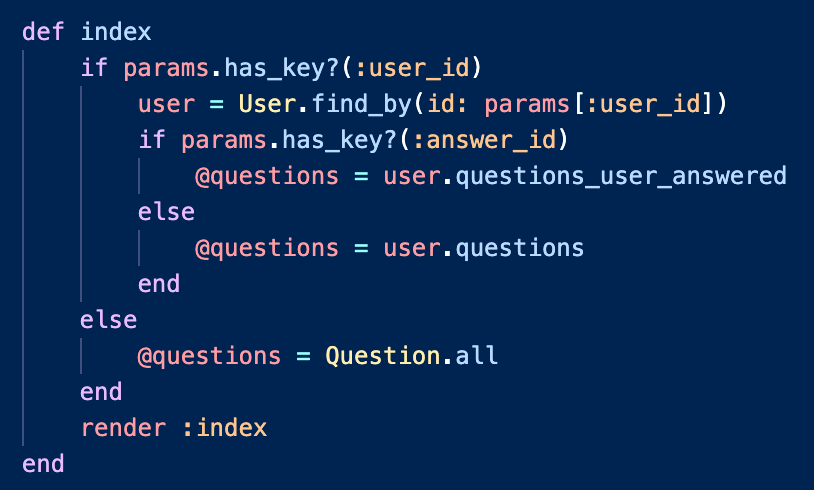 def index
    if params.has_key?(:user_id)
        user = User.find_by(id: params[:user_id])
        if params.has_key?(:answer_id)
            @questions = user.questions_user_answered
        else
            @questions = user.questions
        end
    else
        @questions = Question.all
    end
    render :index
end